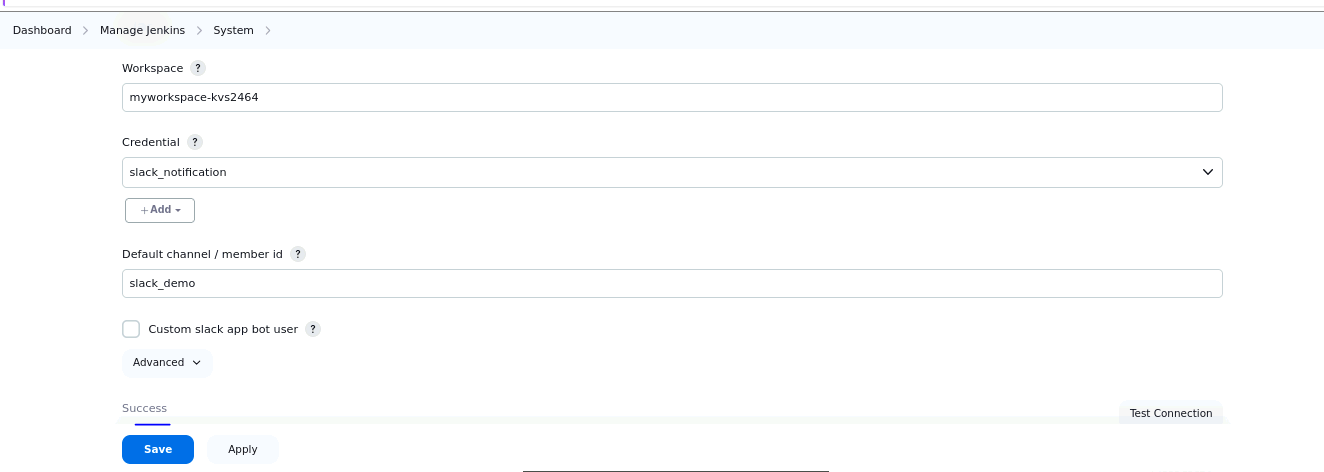 Dashboard > Manage Jenkins > System >
Workspace ?
myworkspace-kvs2464
Credential ?
slack_notification
+ Add
Default channel / member id ?
slack_demo
Custom slack app bot user ?
Advanced
Success
Test Connection
Save Apply